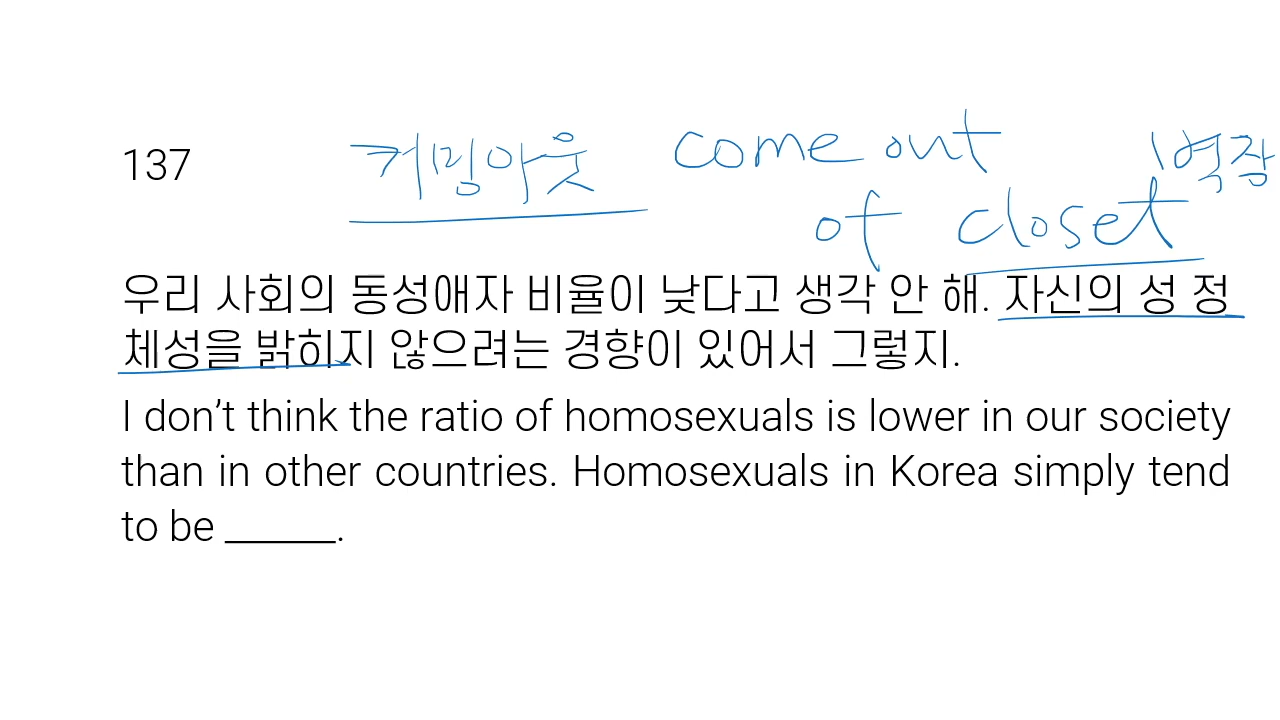 137
커밍아웃 come out
of closet
벽장
우리 사회의 동성애자 비율이 낮다고 생각 안 해. 자신의 성 정
체성을 밝히지 않으려는 경향이 있어서 그렇지.
I don’t think the ratio of homosexuals is lower in our society
than in other countries. Homosexuals in Korea simply tend
to be ______.